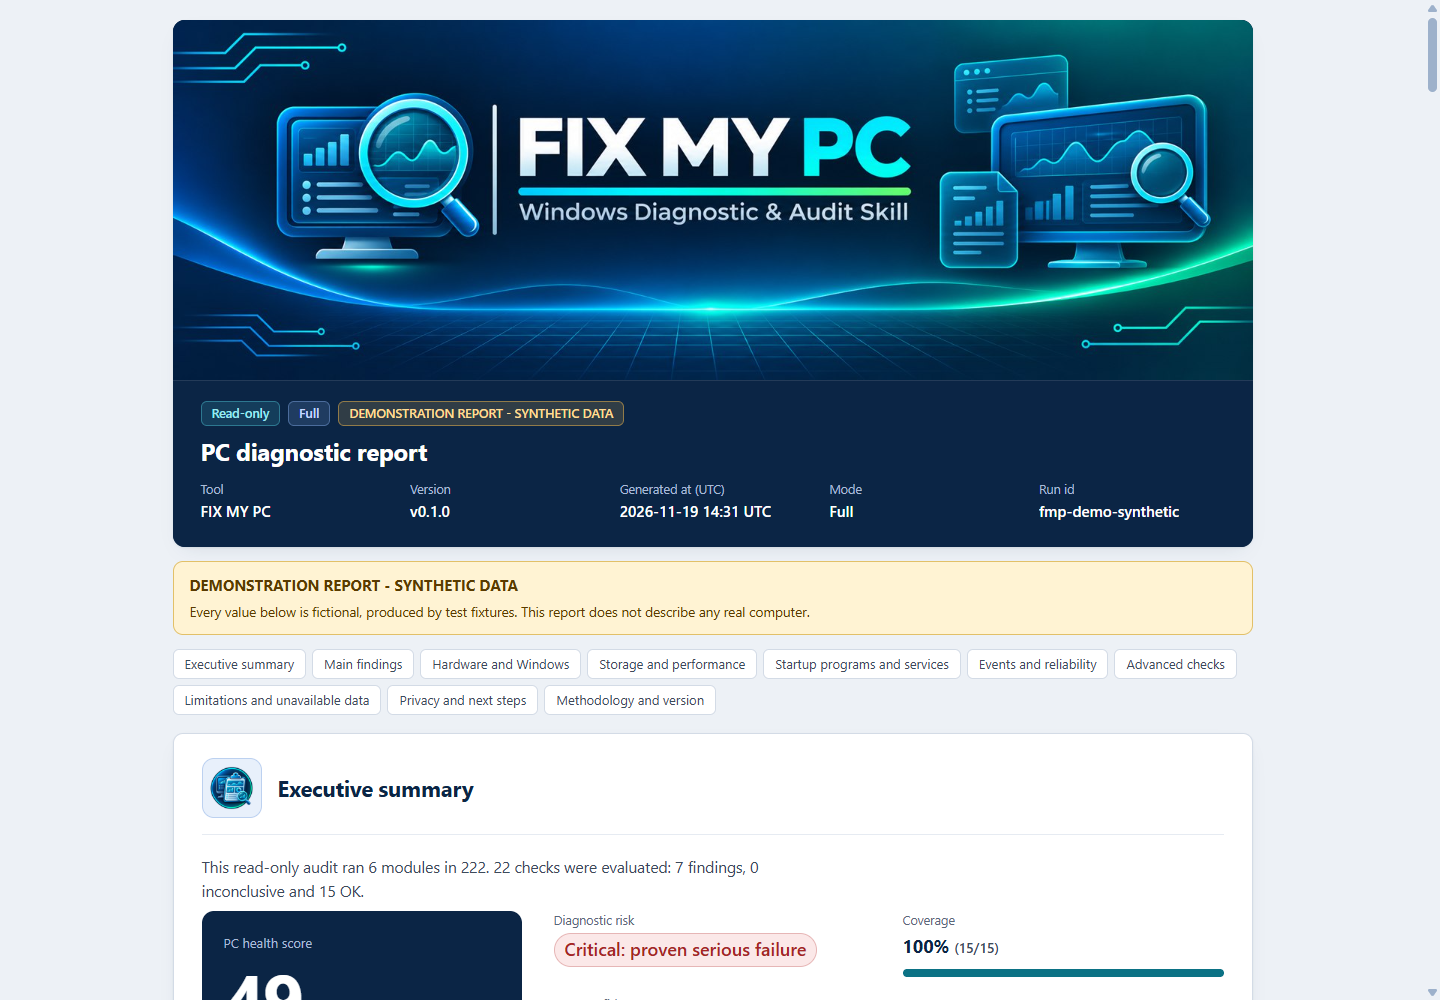 FIX MY PC
Windows Diagnostic & Audit Skill
Read-only
Full
DEMONSTRATION REPORT - SYNTHETIC DATA
PC diagnostic report
Tool
Version
Generated at (UTC)
Mode
Run id
FIX MY PC
v0.1.0
2026-11-19 14:31 UTC
Full
fmp-demo-synthetic
DEMONSTRATION REPORT - SYNTHETIC DATA
Every value below is fictional, produced by test fixtures. This report does not describe any real computer.
Executive summary
Main findings
Hardware and Windows
Storage and performance
Startup programs and services
Events and reliability
Advanced checks
Limitations and unavailable data
Privacy and next steps
Methodology and version
Executive summary
This read-only audit ran 6 modules in 222. 22 checks were evaluated: 7 findings, 0
inconclusive and 15 OK.
PC health score
49
Diagnostic risk
Critical: proven serious failure
Coverage
100% (15/15)